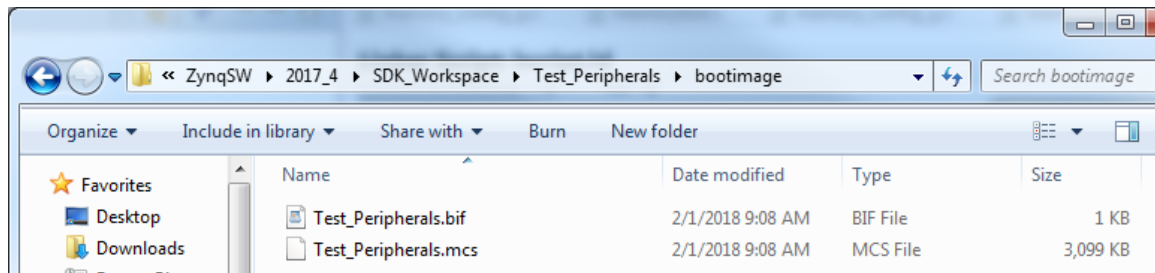 « ZynqSW ▸ 2017_4 ▸ SDK_Workspace ▸ Test_Peripherals ▸ bootimage Search bootimage
Organize ▾ Include in library ▾ Share with ▾ Burn New folder
Favorites Name Date modified Type Size
Desktop Test_Peripherals.bif 2/1/2018 9:08 AM BIF File 1 KB
Downloads Test_Peripherals.mcs 2/1/2018 9:08 AM MCS File 3,099 KB